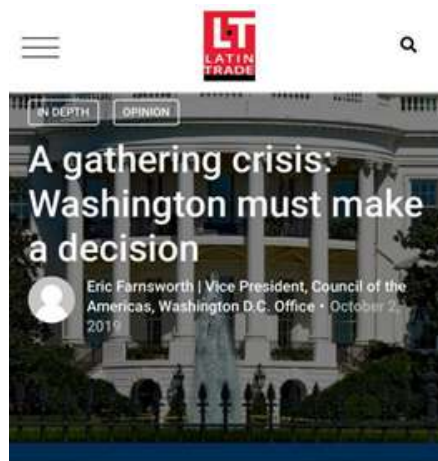 LT
LATIN
TRADE
IN DEPTH
OPINION
A gathering crisis:
Washington must make
a decision
Eric Farnsworth | Vice President, Council of the
Americas, Washington D.C. Office • October 2,
2019